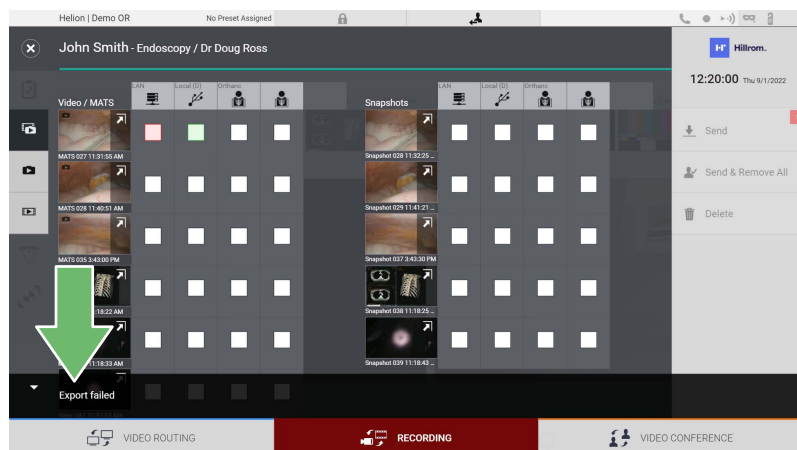 Helion | Demo OR
No Preset Assigned
John Smith - Endoscopy / Dr Doug Ross
Hillrom.
12:20:00 Thu 9/1/2022
Video / MATS
LAN
Local (D)
Orthanc
Snapshots
LAN
Local (D)
Orthanc
MATS 027 11:31:55 AM
Snapshot 028 11:32:25 ...
MATS 028 11:40:51 AM
Snapshot 029 11:41:21 ...
MATS 035 3:43:00 PM
Snapshot 037 3:43:30 PM
11:18:22 AM
Snapshot 038 11:18:25 ...
11:18:33 AM
Snapshot 039 11:18:43 ...
Send
Send & Remove All
Delete
Export failed
VIDEO ROUTING
RECORDING
VIDEO CONFERENCE